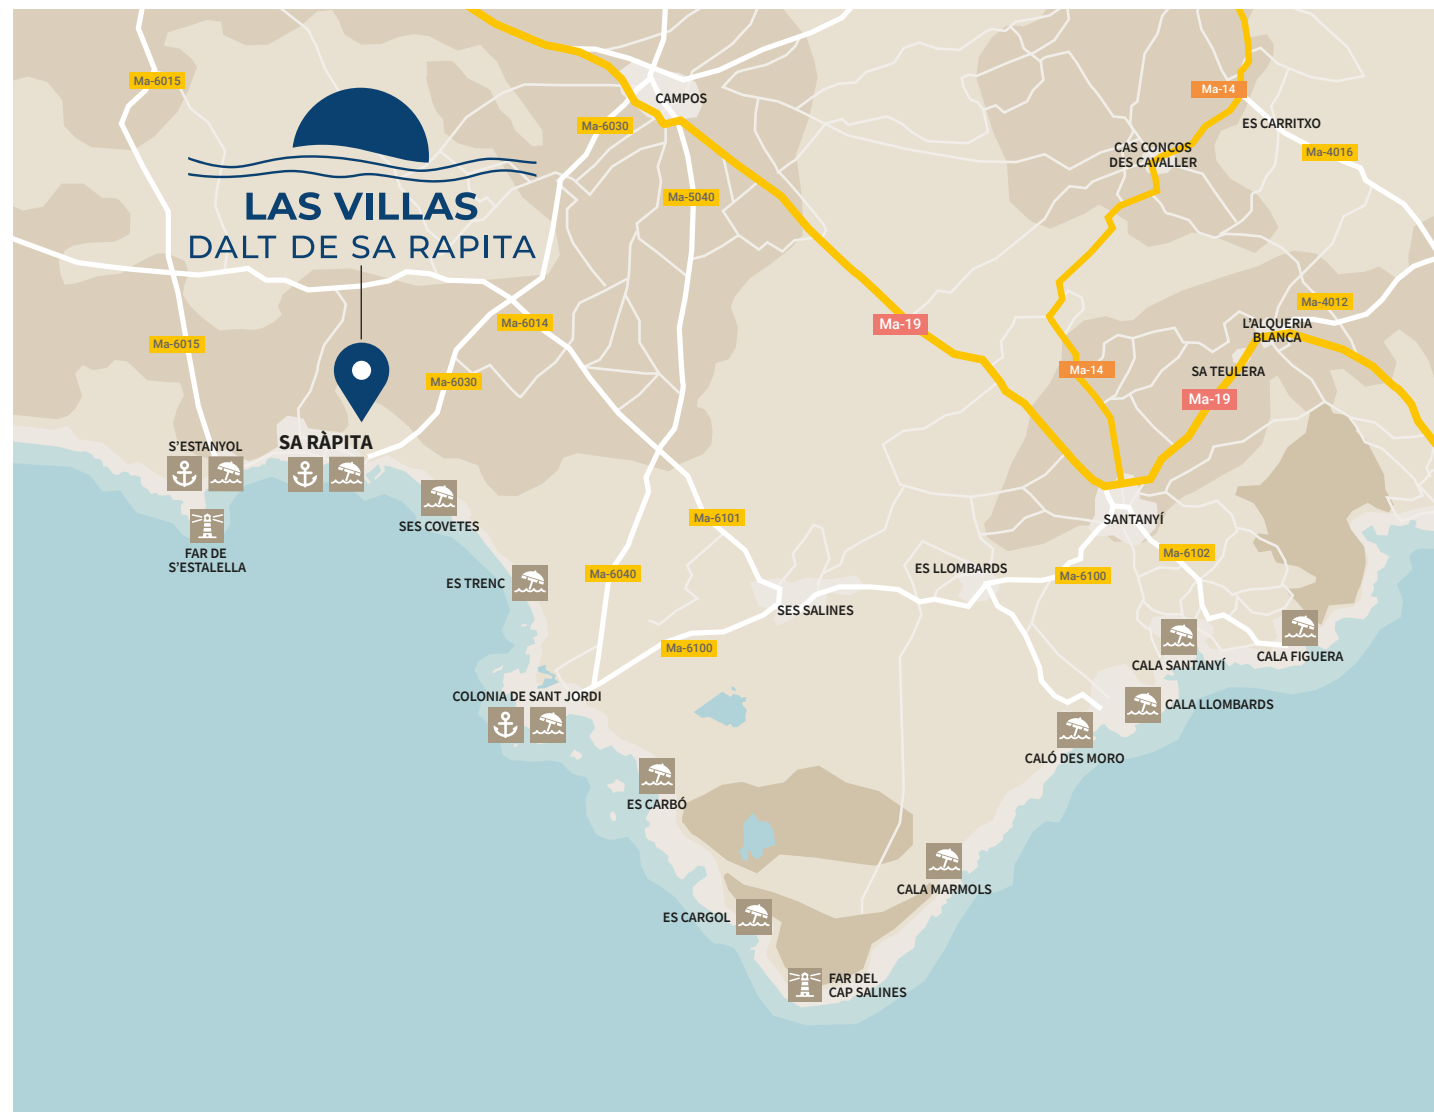 Ma-6015
Ma-14
CAMPOS
Ma-6030
ES CARRITXO
CAS CONCOS
DES CAVALLER
Ma-4016
LAS VILLAS
DALT DE SA RAPITA
Ma-5040
Ma-6014
Ma-19
Ma-4012
L'ALQUERIA
BLANCA
Ma-6015
Ma-6030
Ma-14
SA TEULERA
Ma-19
S'ESTANYOL
SA RÀPITA
SES COVETES
Ma-6101
SANTANYÍ
FAR DE
S'ESTALELLA
Ma-6102
ES TRENC
Ma-6040
ES LLOMBARDS
Ma-6100
SES SALINES
Ma-6100
CALA SANTANYÍ
CALA FIGUERA
COLONIA DE SANT JORDI
CALA LLOMBARDS
CALÓ DES MORO
ES CARBÓ
CALA MARMOLS
ES CARGOL
FAR DEL
CAP SALINES